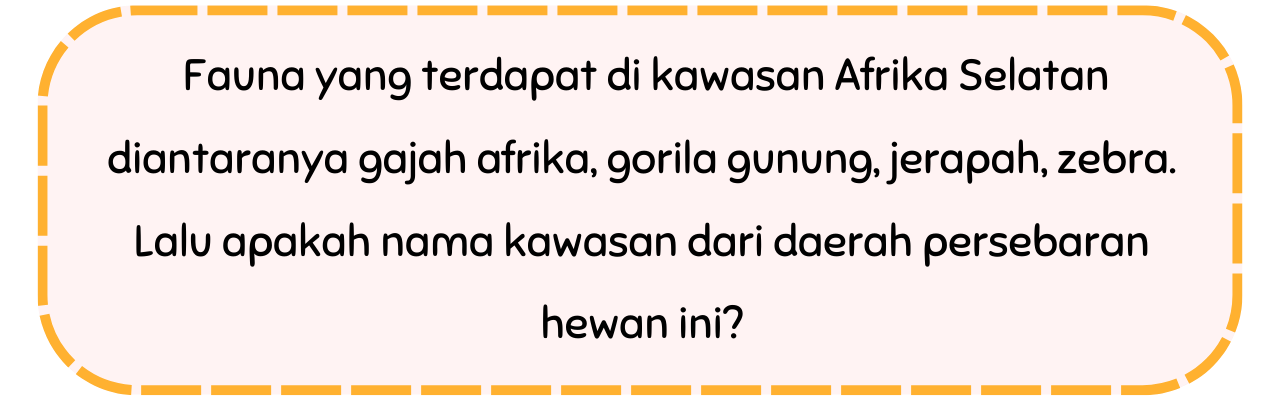 Fauna yang terdapat di kawasan Afrika Selatan
diantaranya gajah afrika, gorila gunung, jerapah, zebra.
Lalu apakah nama kawasan dari daerah persebaran
hewan ini?